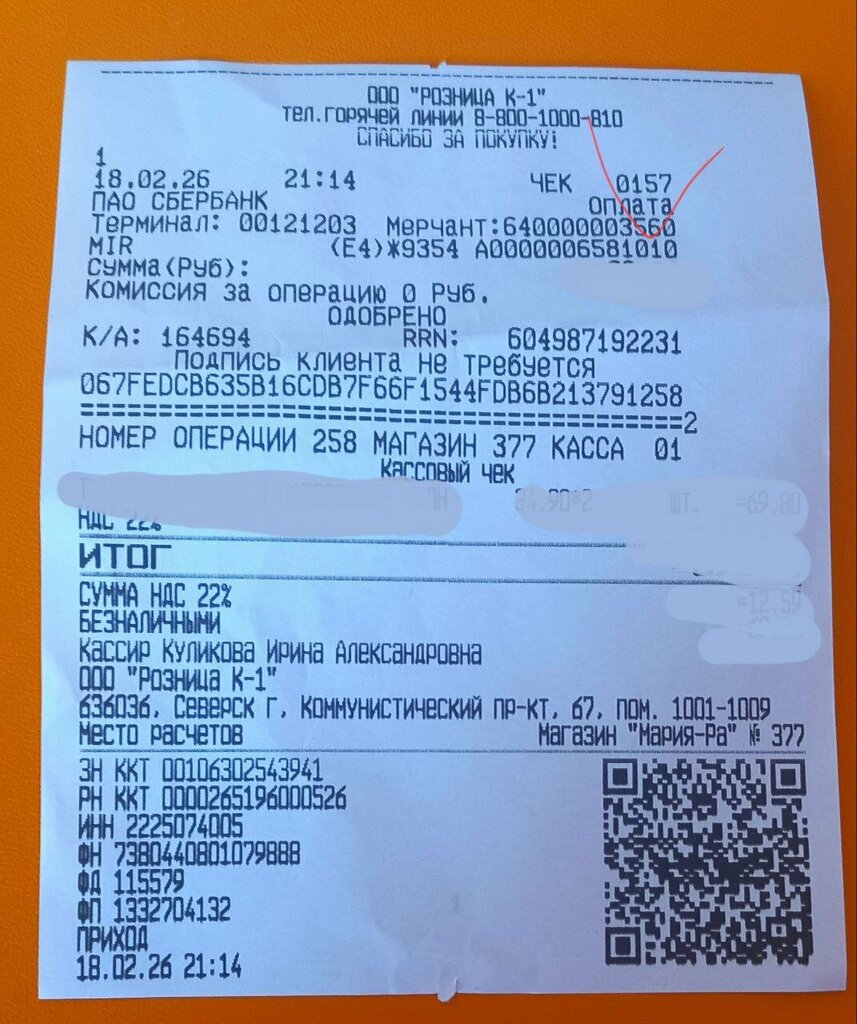 ООО "РОЗНИЦА К-1"
ТЕЛ.ГОРЯЧЕЙ ЛИНИИ 8-800-1000-810
СПАСИБО ЗА ПОКУПКУ!
1
18.02.26 21:14 ЧЕК 0157
ПАО СБЕРБАНК Оплата
Терминал: 00121203 Мерчант:640000003560
MIR (E4)*9354 A0000006581010
Сумма(Руб):
Комиссия за операцию 0 Руб.
ОДОБРЕНО
К/А: 164694 RRN: 604987192231
Подпись клиента не требуется
067FEDCB635B16CDB7F66F1544FDB6B213791258
========================================2
НОМЕР ОПЕРАЦИИ 258 МАГАЗИН 377 КАССА 01
Кассовый чек
ШТ. =69.80
НДС 22%
ИТОГ
СУММА НДС 22% =12.59
БЕЗНАЛИЧНЫМИ
Кассир Куликова Ирина Александровна
ООО "Розница К-1"
636036, Северск г, Коммунистический пр-кт, 67, пом. 1001-1009
Место расчетов Магазин "Мария-Ра" № 377
ЗН ККТ 00106302543941
РН ККТ 0000265196000526
ИНН 2225074005
ФН 7380440801079888
ФД 115579
ФП 1332704132
ПРИХОД
18.02.26 21:14